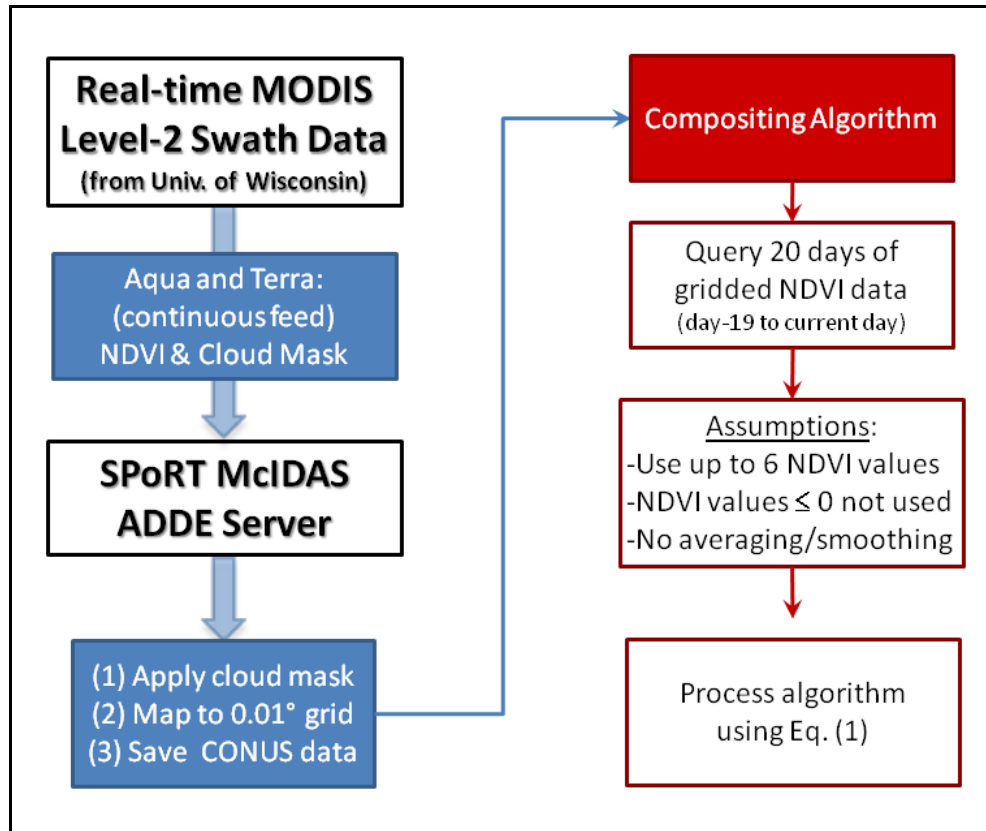 Real-time MODIS
Level-2 Swath Data
(from Univ. of Wisconsin)
Aqua and Terra:
(continuous feed)
NDVI & Cloud Mask
SPoRT McIDAS
ADDE Server
(1) Apply cloud mask
(2) Map to 0.01° grid
(3) Save CONUS data
Compositing Algorithm
Query 20 days of
gridded NDVI data
(day-19 to current day)
Assumptions:
-Use up to 6 NDVI values
-NDVI values ≤ 0 not used
-No averaging/smoothing
Process algorithm
using Eq. (1)